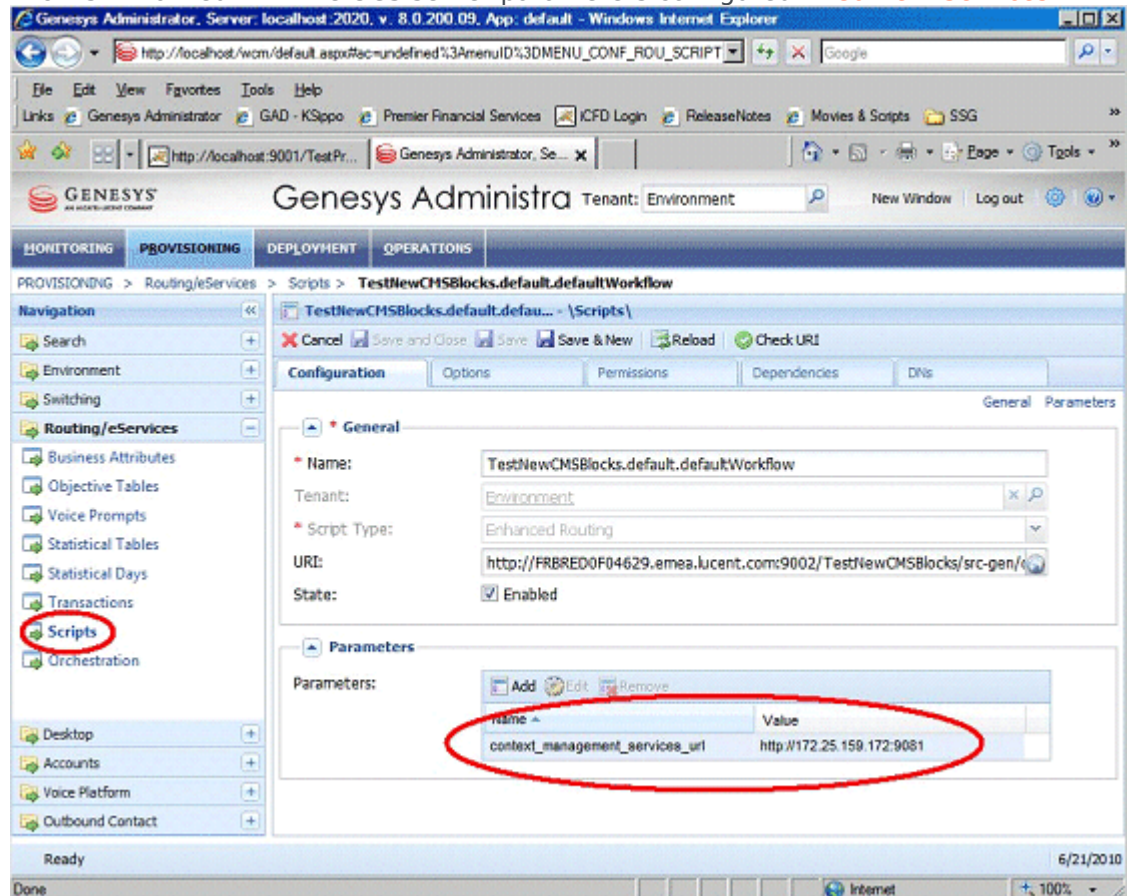 Genesys Administrator, Server: localhost:2020, v. 8.0.200.09, App: default - Windows Internet Explorer
http://localhost/wcm/default.aspx#ac=undefined%3AmenuID%3DMENU_CONF_ROU_SCRIPT
Google
File Edit View Favorites Tools Help
Links Genesys Administrator GAD - KSippo Premier Financial Services iCFD Login ReleaseNotes Movies & Scripts SSG
http://localhost:9001/TestPr... Genesys Administrator, Se... Page Tools
GENESYS
AN ALCATEL-LUCENT COMPANY
Genesys Administra Tenant: Environment New Window Log out
MONITORING PROVISIONING DEPLOYMENT OPERATIONS
PROVISIONING > Routing/eServices > Scripts > TestNewCMSBlocks.default.defaultWorkflow
Navigation
TestNewCMSBlocks.default.defau... - \Scripts\
Search
Cancel Save and Close Save Save & New Reload Check URI
Environment
Configuration Options Permissions Dependencies DNs
Switching
General Parameters
Routing/eServices
* General
Business Attributes
* Name: TestNewCMSBlocks.default.defaultWorkflow
Objective Tables
Tenant: Environment
Voice Prompts
* Script Type: Enhanced Routing
Statistical Tables
URI: http://FRBRED0F04629.emea.lucent.com:9002/TestNewCMSBlocks/src-gen/
Statistical Days
State: Enabled
Transactions
Scripts
Parameters
Orchestration
Parameters: Add Edit Remove
Name Value
context_management_services_url http://172.25.159.172:9081
Desktop
Accounts
Voice Platform
Outbound Contact
Ready 6/21/2010
Done Internet 100%